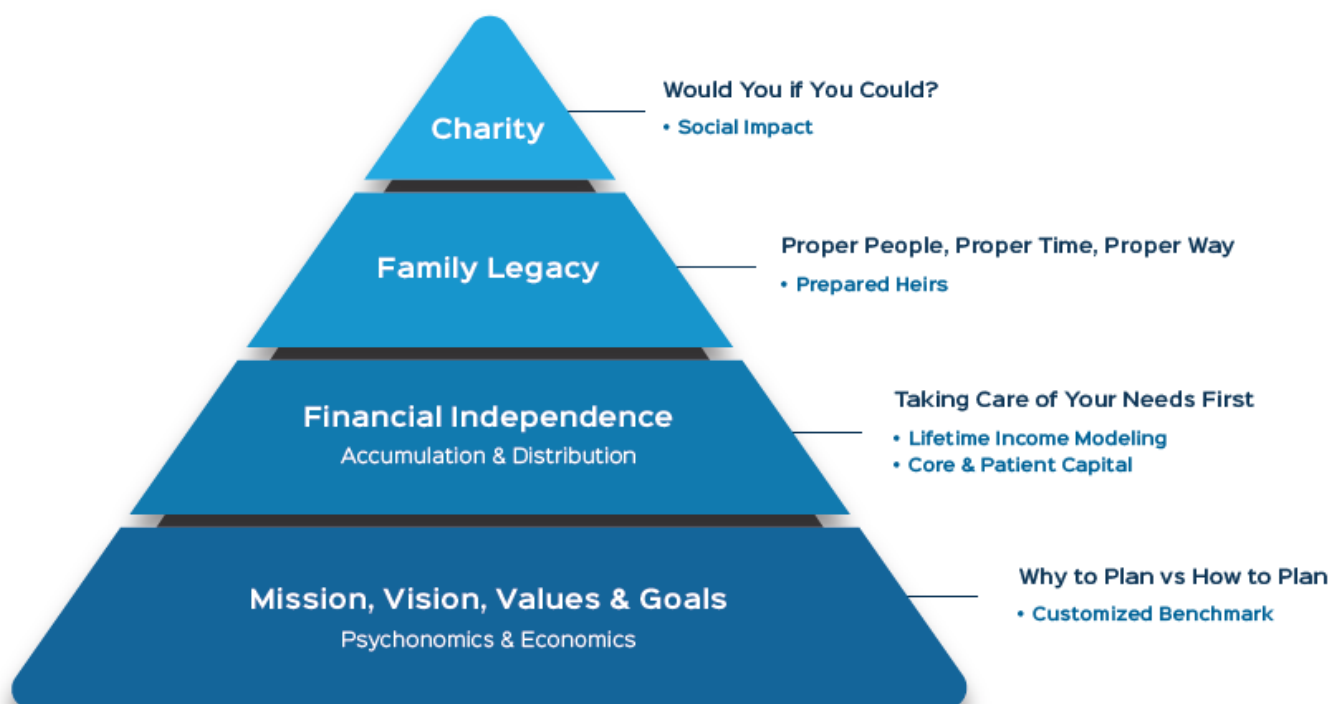 Charity
Would You if You Could?
• Social Impact
Family Legacy
Proper People, Proper Time, Proper Way
• Prepared Heirs
Financial Independence
Accumulation & Distribution
Taking Care of Your Needs First
• Lifetime Income Modeling
• Core & Patient Capital
Mission, Vision, Values & Goals
Psychonomics & Economics
Why to Plan vs How to Plan
• Customized Benchmark